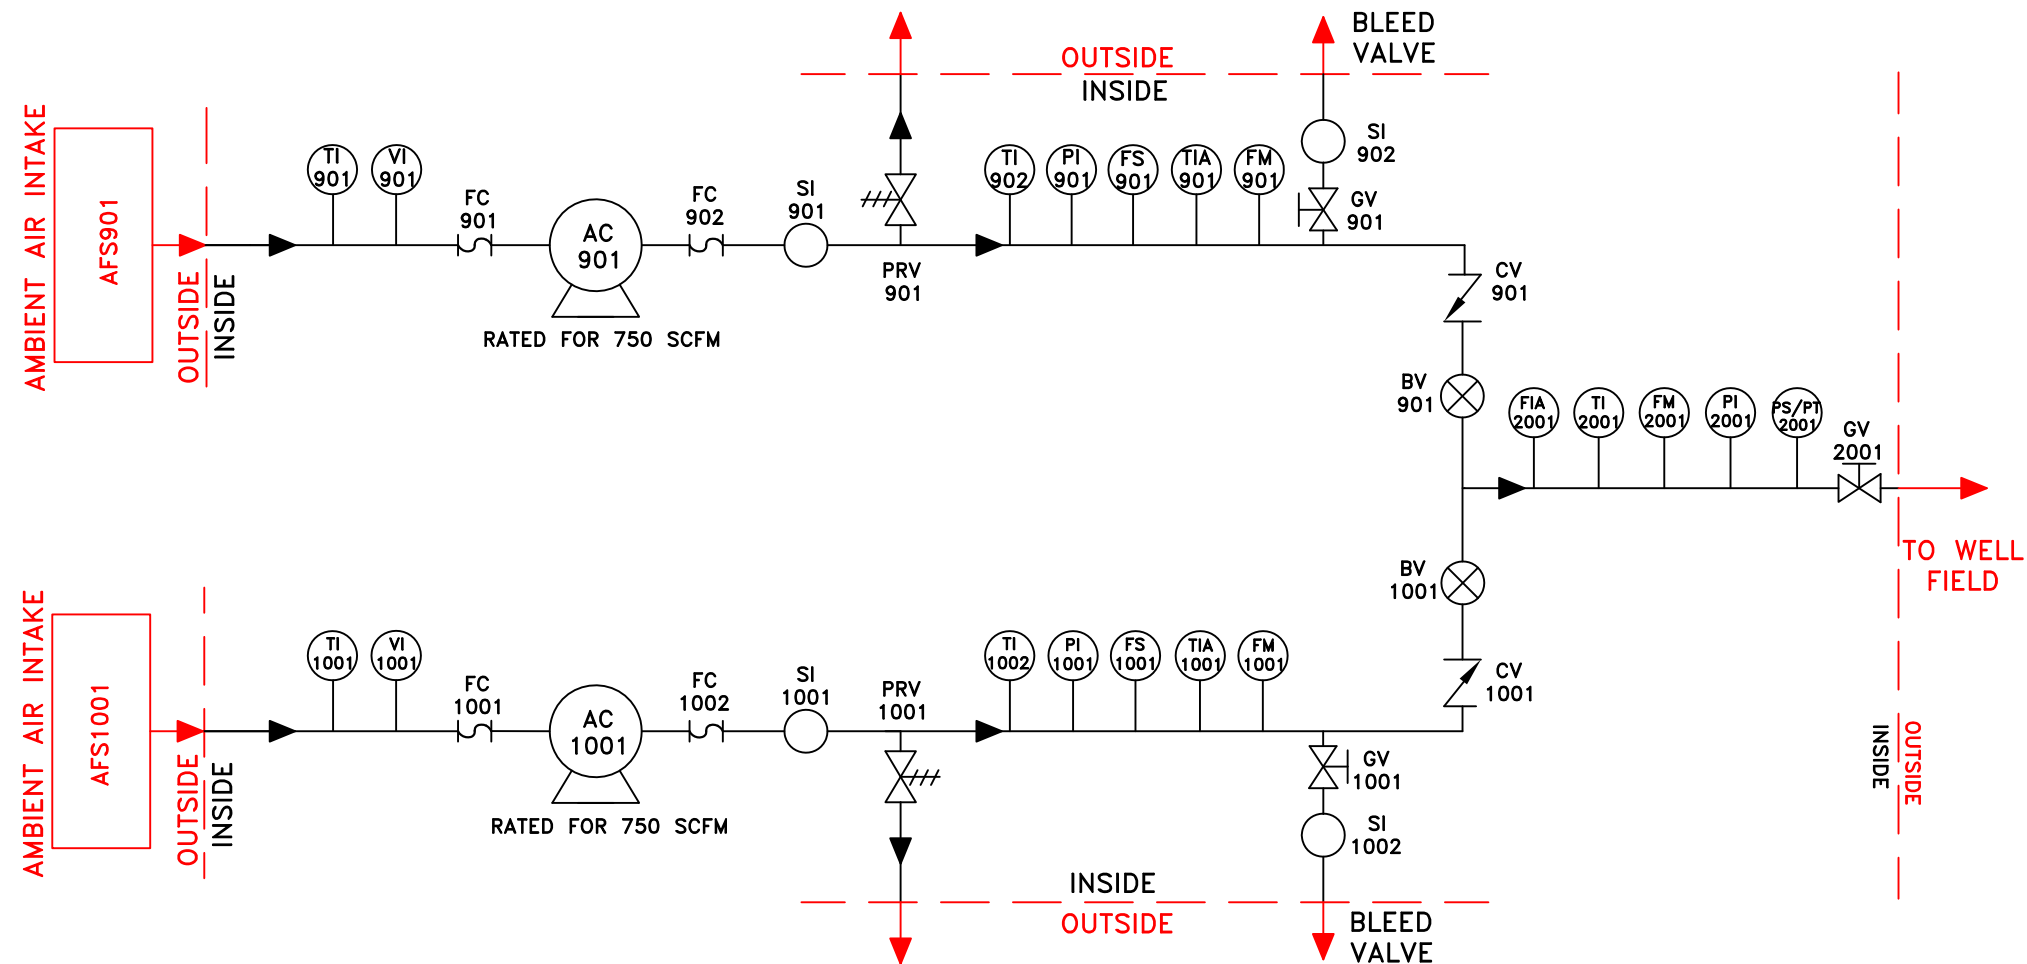 BLEED
VALVE
OUTSIDE
INSIDE
AMBIENT AIR INTAKE
AFS901
OUTSIDE
INSIDE
TI
901
VI
901
FC
901
AC
901
RATED FOR 750 SCFM
FC
902
SI
901
PRV
901
TI
902
PI
901
FS
901
TIA
901
FM
901
SI
902
GV
901
CV
901
BV
901
FIA
2001
TI
2001
FM
2001
PI
2001
PS/PT
2001
GV
2001
TO WELL
FIELD
BV
1001
CV
1001
AMBIENT AIR INTAKE
AFS1001
OUTSIDE
INSIDE
TI
1001
VI
1001
FC
1001
AC
1001
RATED FOR 750 SCFM
FC
1002
SI
1001
PRV
1001
TI
1002
PI
1001
FS
1001
TIA
1001
FM
1001
GV
1001
SI
1002
INSIDE
OUTSIDE
INSIDE
OUTSIDE
BLEED
VALVE